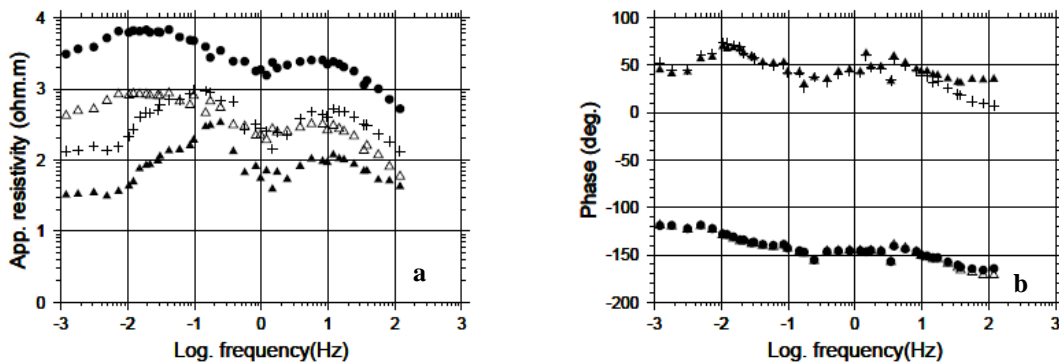 4
3
2
1
0
-3 -2 -1 0 1 2 3
App. resistivity (ohm.m)
Log. frequency(Hz)
a
100
50
0
-50
-100
-150
-200
-3 -2 -1 0 1 2 3
Phase (deg.)
Log. frequency(Hz)
b